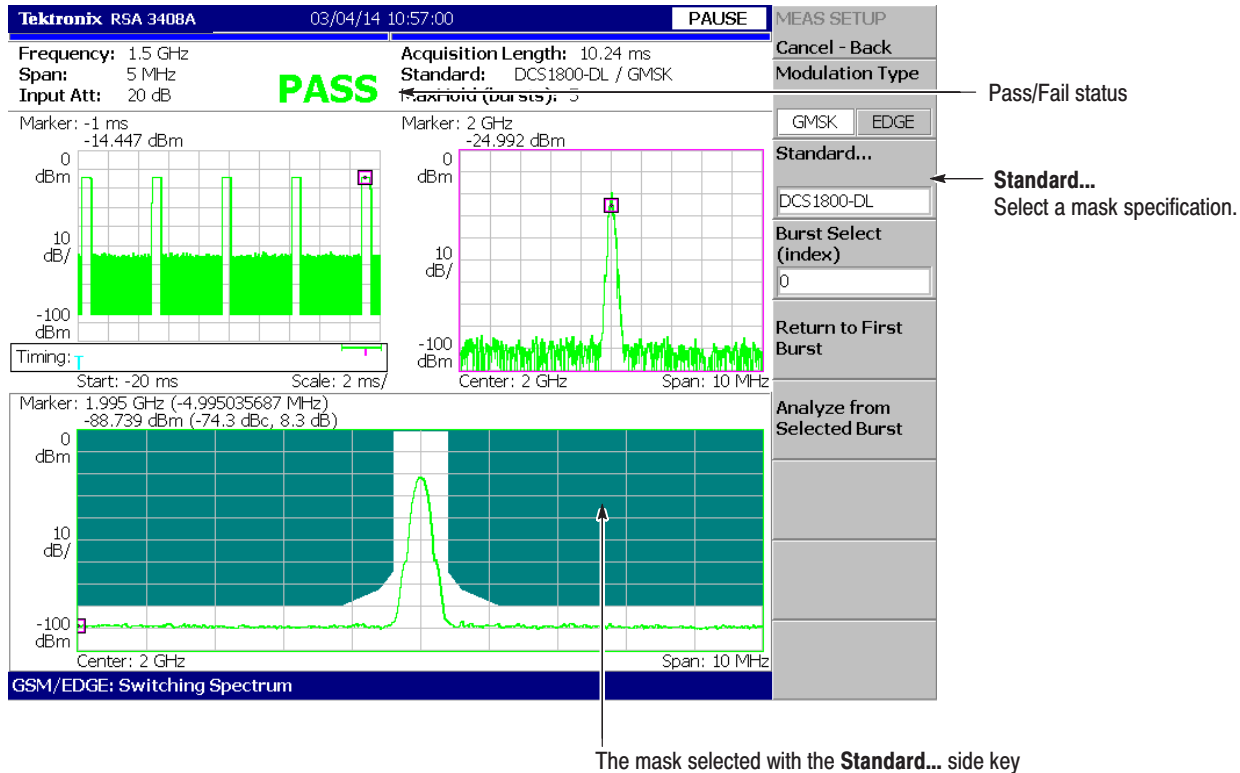 Tektronix RSA 3408A 03/04/14 10:57:00 PAUSE
MEAS SETUP
Cancel - Back
Frequency: 1.5 GHz
Span: 5 MHz
Input Att: 20 dB
PASS
Acquisition Length: 10.24 ms
Standard: DCS1800-DL / GMSK
MaxHold (bursts): 5
Modulation Type
GMSK EDGE
Pass/Fail status
Marker: -1 ms
-14.447 dBm
0
dBm
10
dB/
-100
dBm
Timing:
T
Start: -20 ms Scale: 2 ms/
Marker: 2 GHz
-24.992 dBm
0
dBm
10
dB/
-100
dBm
Center: 2 GHz Span: 10 MHz
Standard...
DCS1800-DL
Standard...
Select a mask specification.
Burst Select
(index)
0
Return to First
Burst
Analyze from
Selected Burst
Marker: 1.995 GHz (-4.995035687 MHz)
-88.739 dBm (-74.3 dBc, 8.3 dB)
0
dBm
10
dB/
-100
dBm
Center: 2 GHz Span: 10 MHz
GSM/EDGE: Switching Spectrum
The mask selected with the Standard... side key